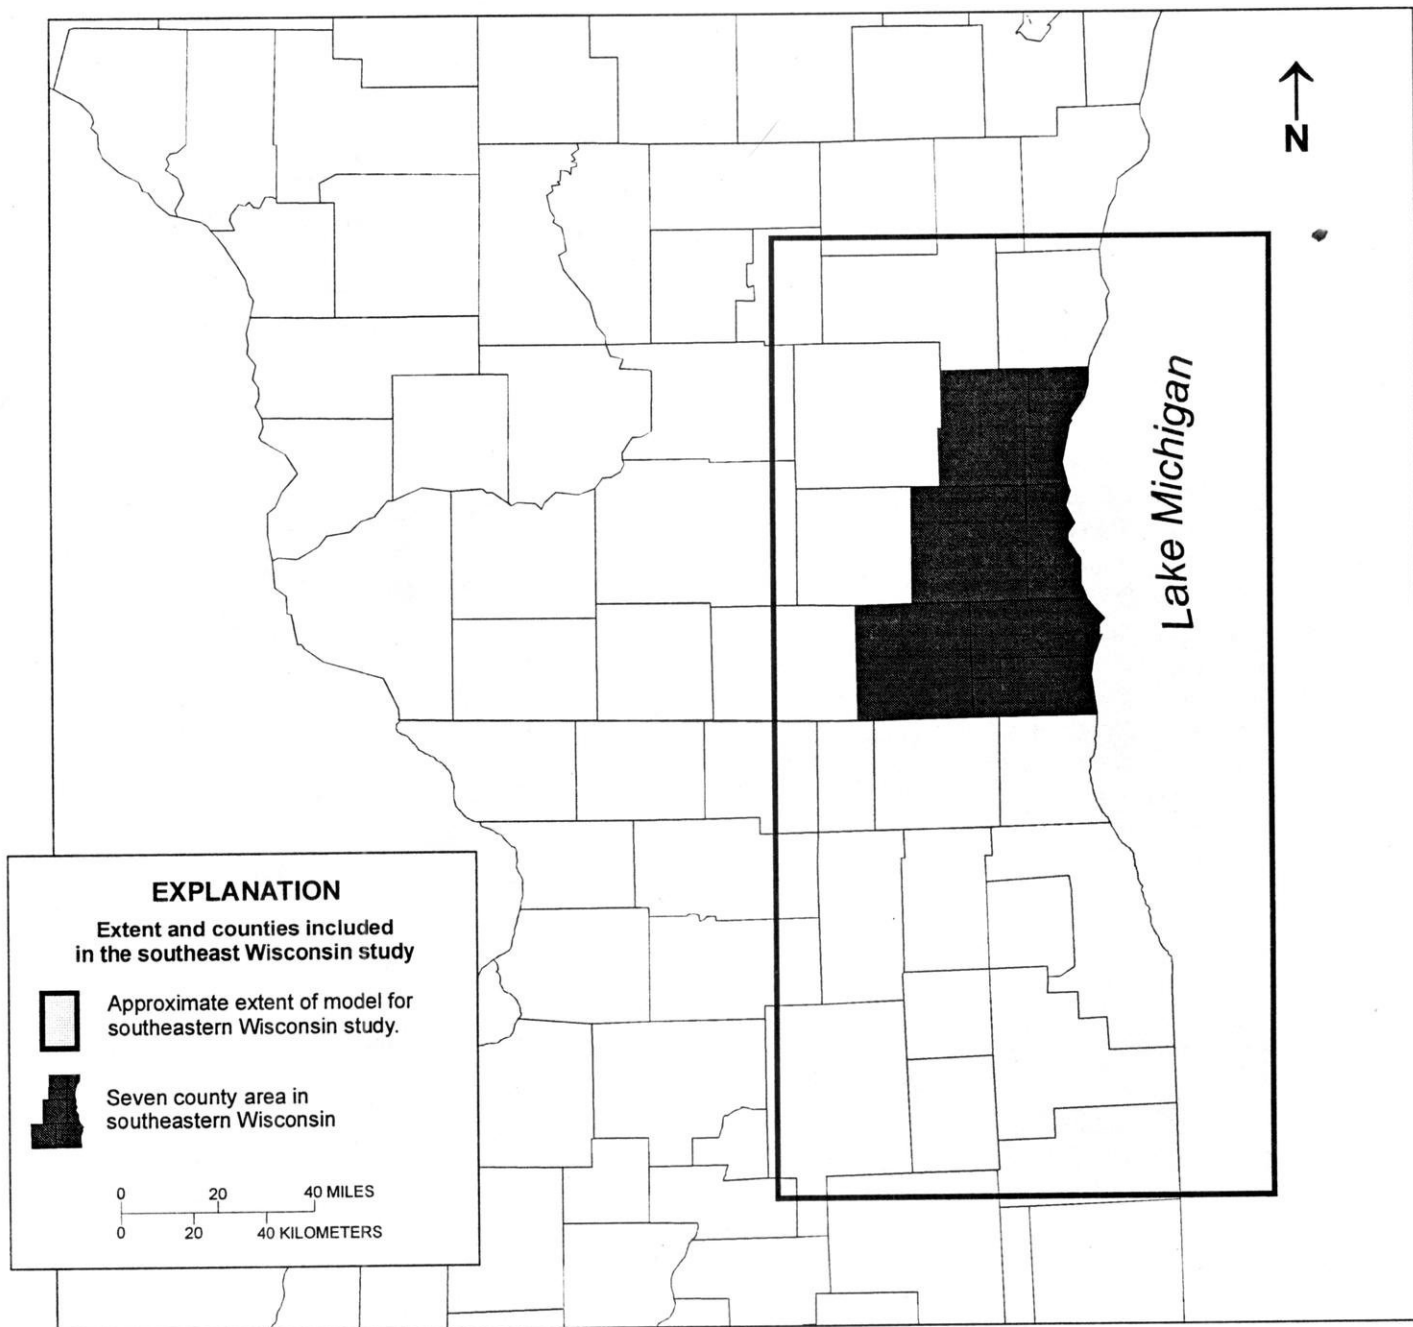 N
Lake Michigan
EXPLANATION
Extent and counties included
in the southeast Wisconsin study
Approximate extent of model for
southeastern Wisconsin study.
Seven county area in
southeastern Wisconsin
0 20 40 MILES
0 20 40 KILOMETERS